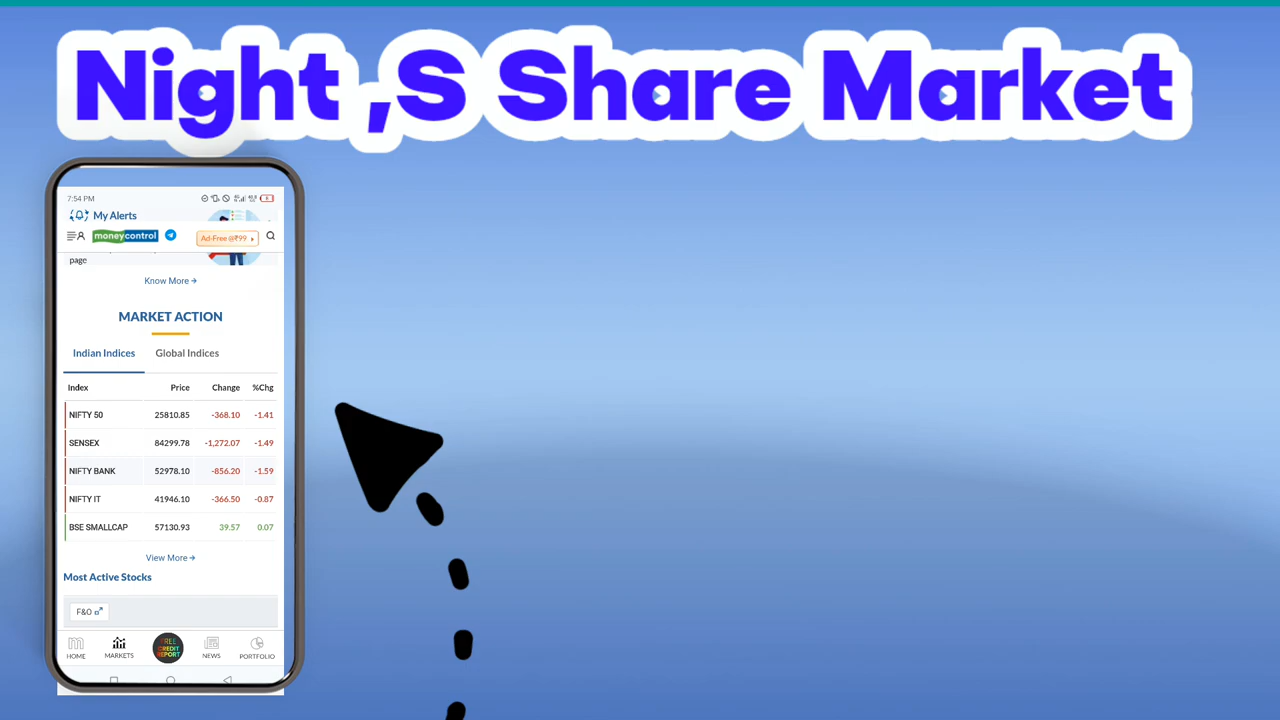 Night ,S Share Market
7:54 PM
My Alerts
moneycontrol
Ad-Free @₹99
page
Know More
MARKET ACTION
Indian Indices Global Indices
Index Price Change %Chg
NIFTY 50 25810.85 -368.10 -1.41
SENSEX 84299.78 -1,272.07 -1.49
NIFTY BANK 52978.10 -856.20 -1.59
NIFTY IT 41946.10 -366.50 -0.87
BSE SMALLCAP 57130.93 39.57 0.07
View More
Most Active Stocks
F&O
FREE
CREDIT
REPORT
HOME MARKETS NEWS PORTFOLIO